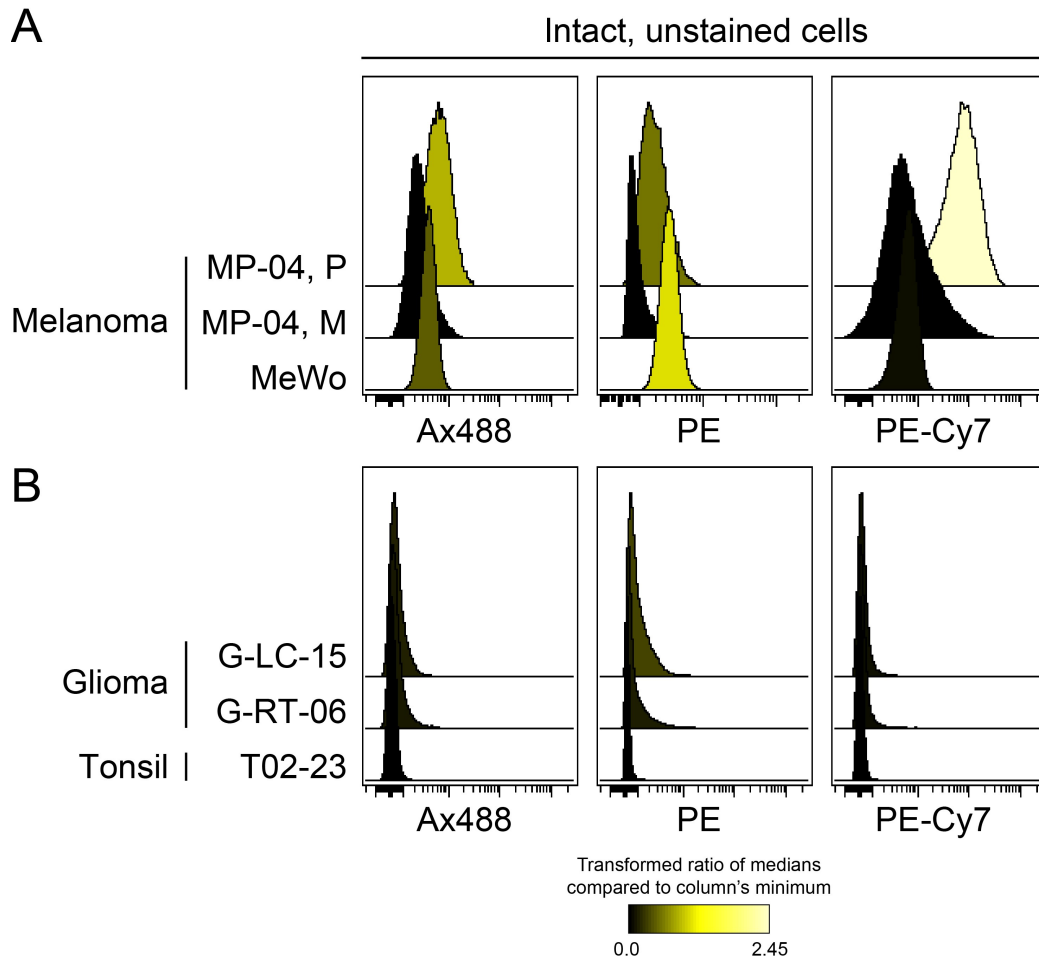 A
Intact, unstained cells
MP-04, P
Melanoma
MP-04, M
MeWo
Ax488
PE
PE-Cy7
B
G-LC-15
Glioma
G-RT-06
Tonsil
T02-23
Ax488
PE
PE-Cy7
Transformed ratio of medians
compared to column's minimum
0.0
2.45